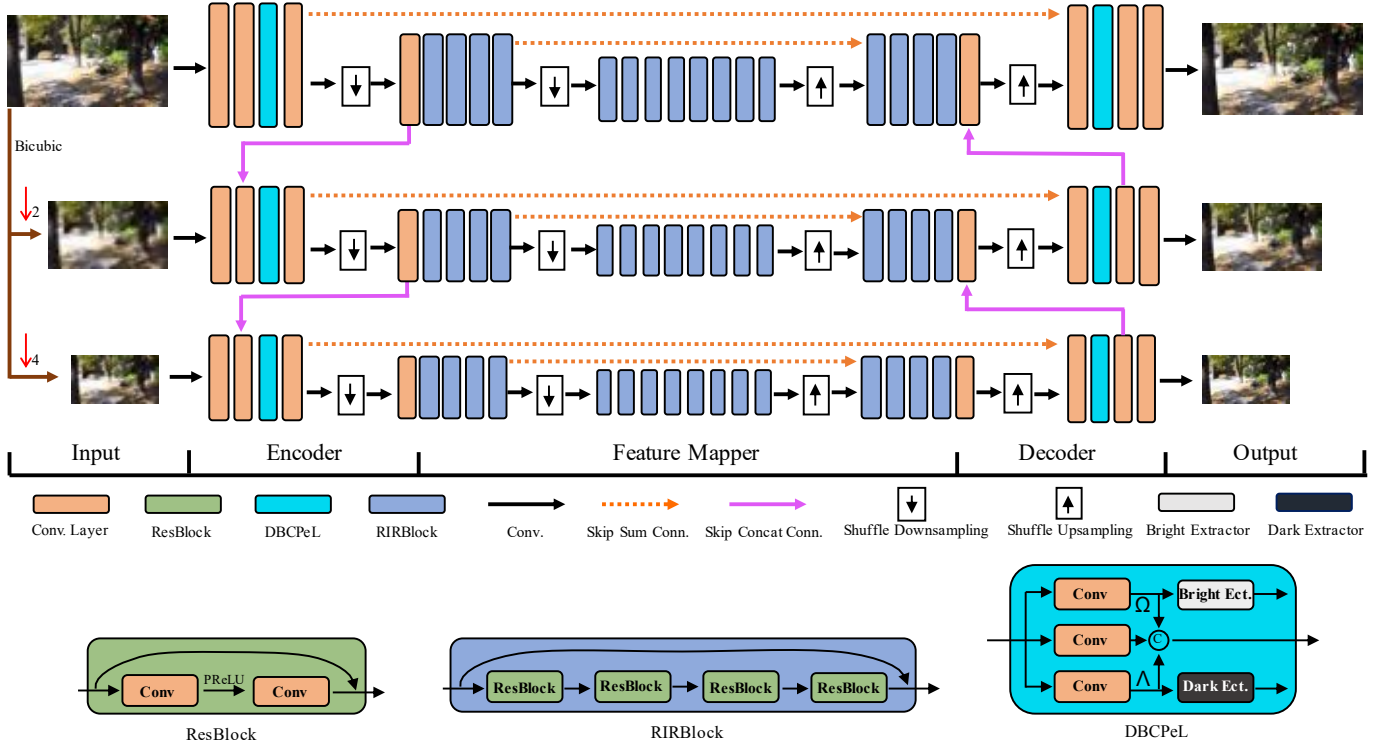 Bicubic
2
4
Input
Encoder
Feature Mapper
Decoder
Output
Conv. Layer
ResBlock
DBCPeL
RIRBlock
Conv.
Skip Sum Conn.
Skip Concat Conn.
Shuffle Downsampling
Shuffle Upsampling
Bright Extractor
Dark Extractor
Conv
PReLU
Conv
ResBlock
ResBlock
ResBlock
ResBlock
ResBlock
RIRBlock
Conv
Ω
Bright Ect.
Conv
C
Conv
Λ
Dark Ect.
DBCPeL